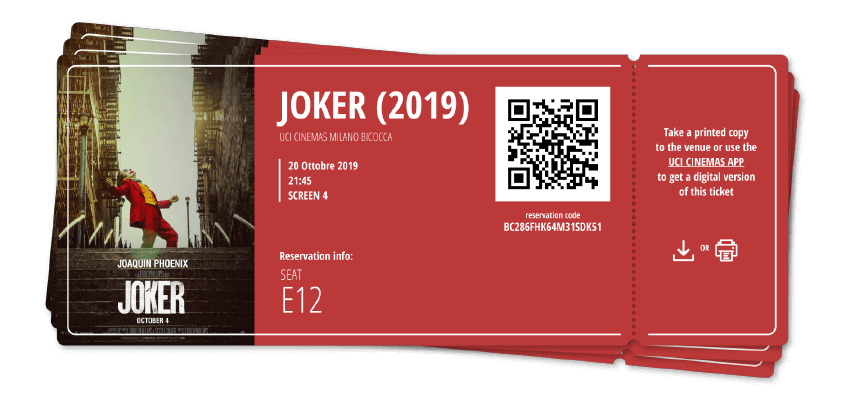 JOAQUIN PHOENIX
JOKER
OCTOBER 4
JOKER (2019)
UCI CINEMAS MILANO BICOCCA
20 Ottobre 2019
21:45
SCREEN 4
Reservation info:
SEAT
E12
reservation code
BC286FHK64M31SDK51
Take a printed copy
to the venue or use the
UCI CINEMAS APP
to get a digital version
of this ticket
OR